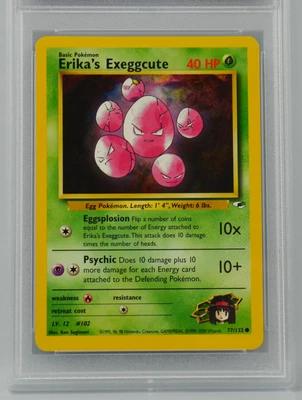 Basic Pokémon
Erika's Exeggcute 40 HP
Egg Pokémon. Length: 1' 4", Weight: 6 lbs.
Eggsplosion Flip a number of coins
equal to the number of Energy attached to
Erika's Exeggcute. This attack does 10 damage
times the number of heads.
10x
Psychic Does 10 damage plus 10
more damage for each Energy card
attached to the Defending Pokémon.
10+
weakness resistance
retreat cost
LV. 12 #102
Illus. Ken Sugimori
77/132